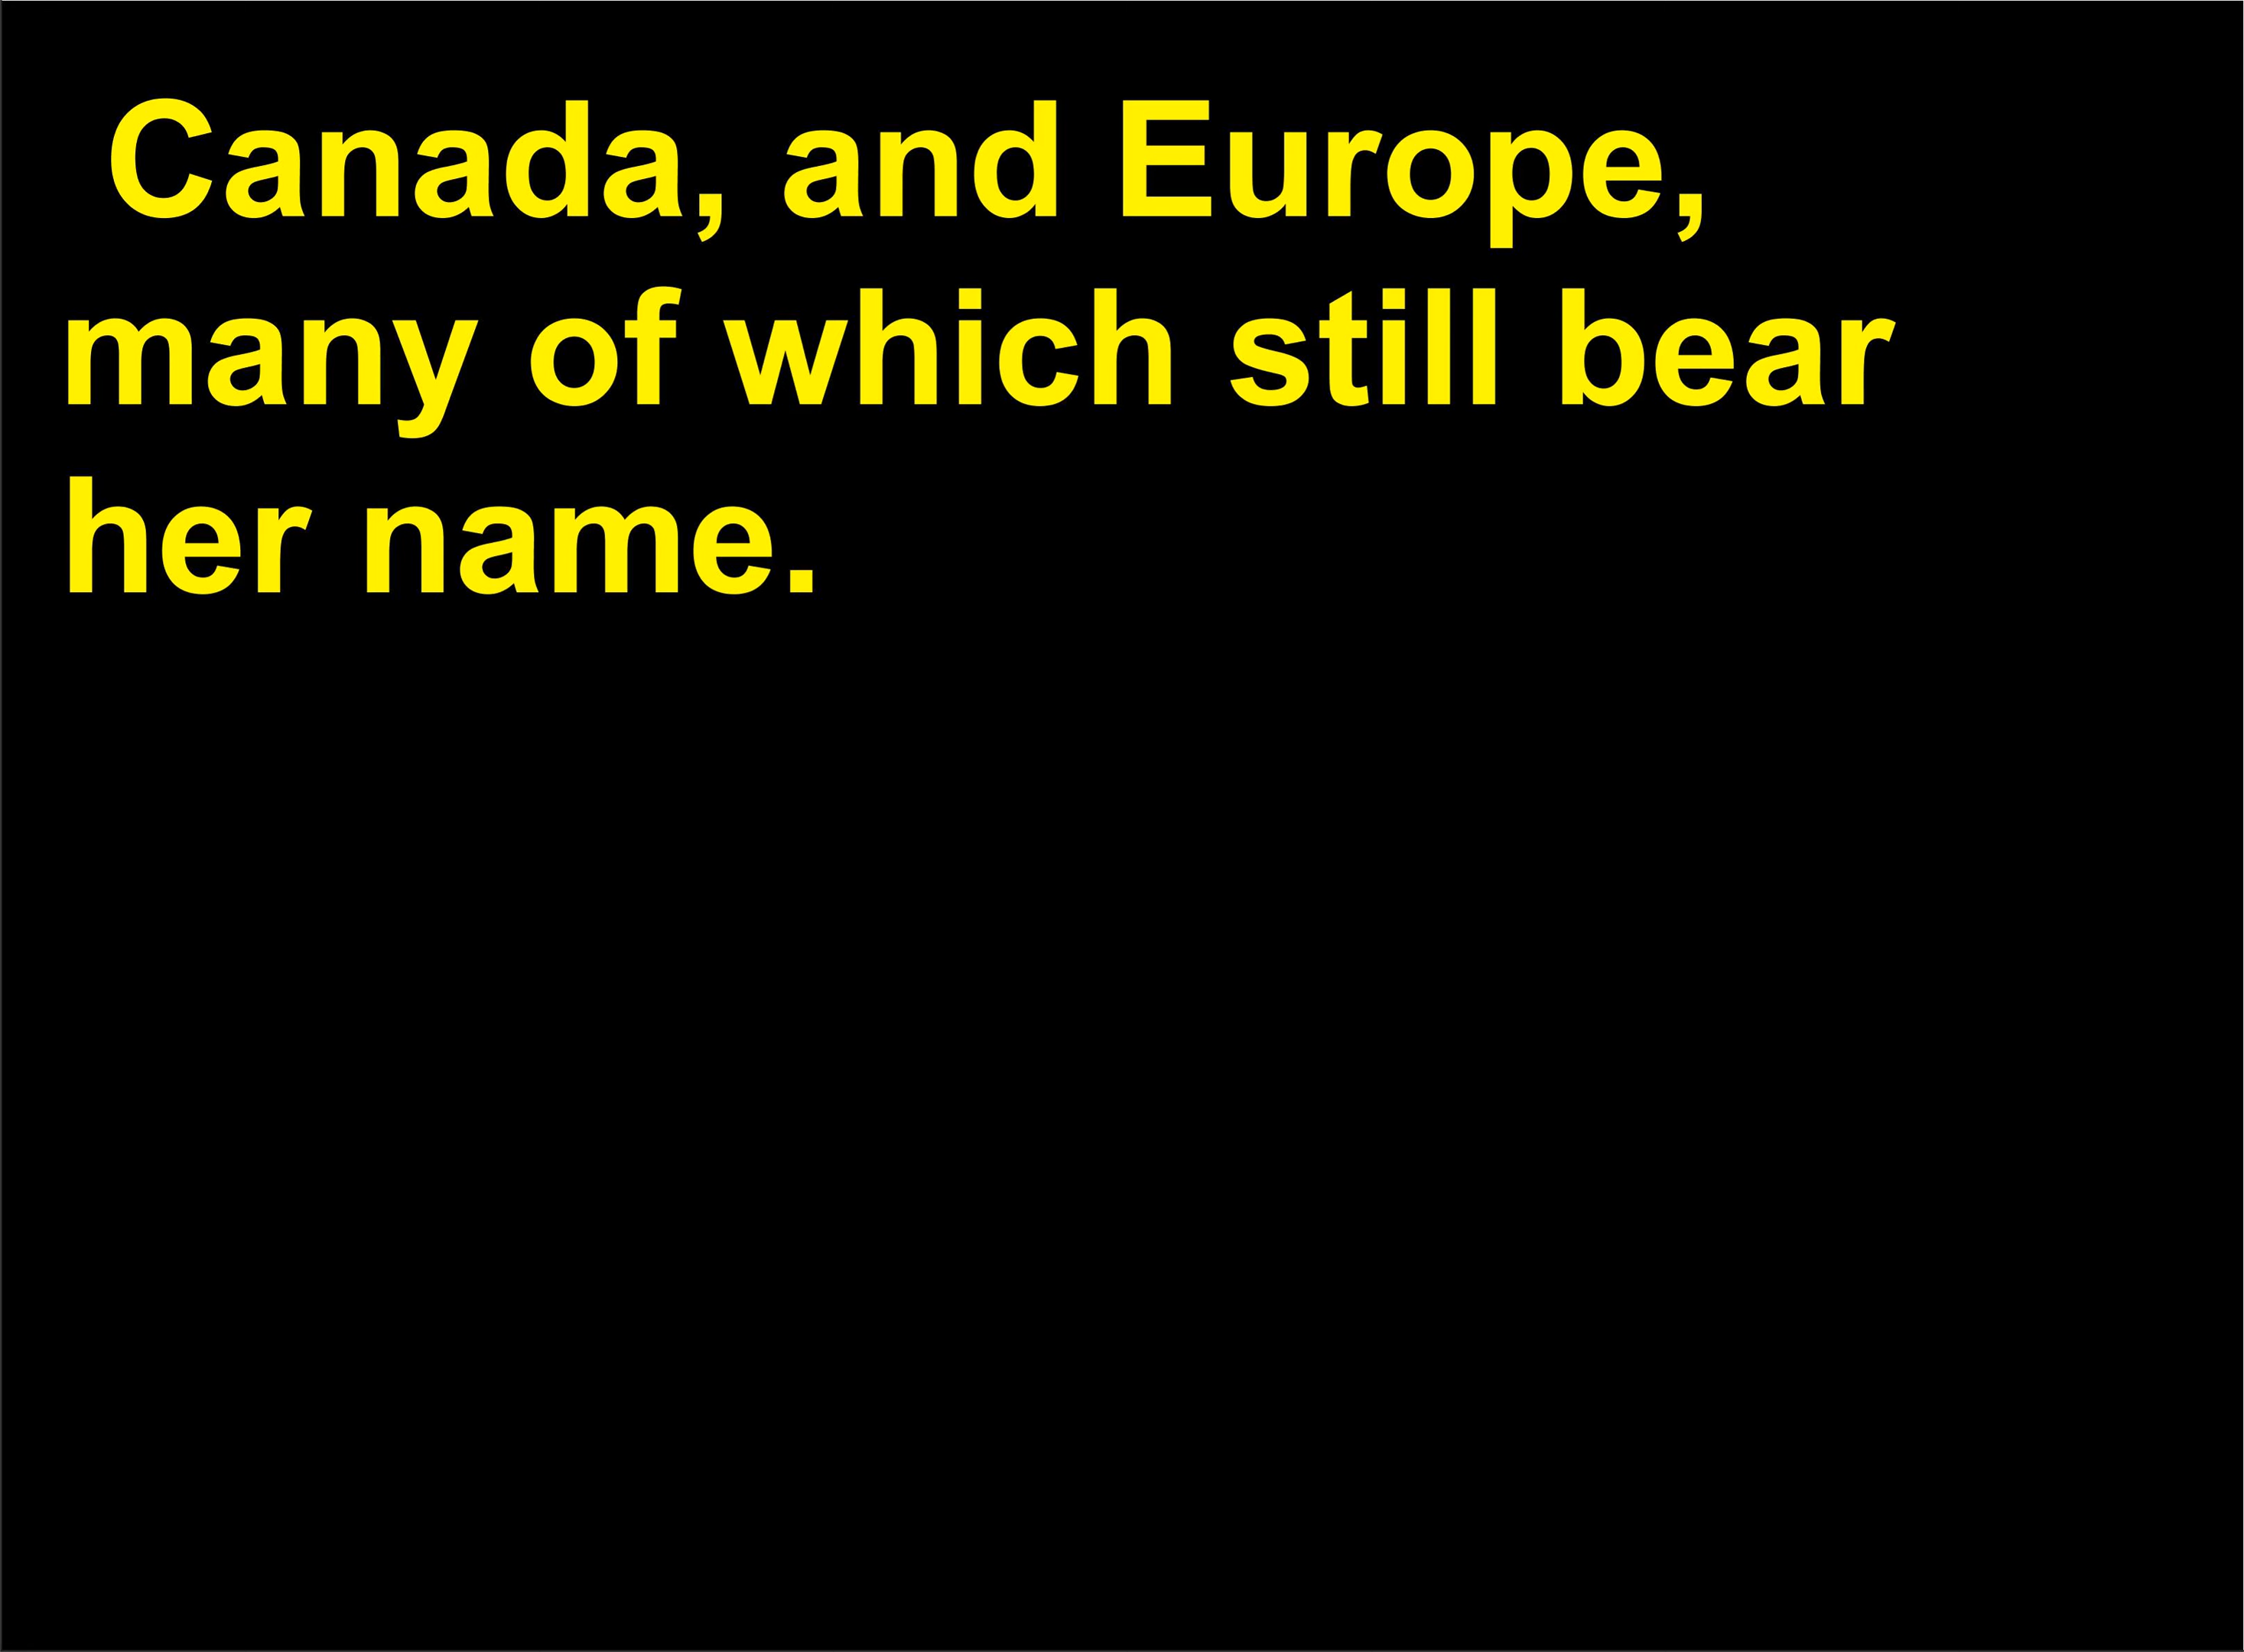 Canada, and Europe,
many of which still bear
her name.